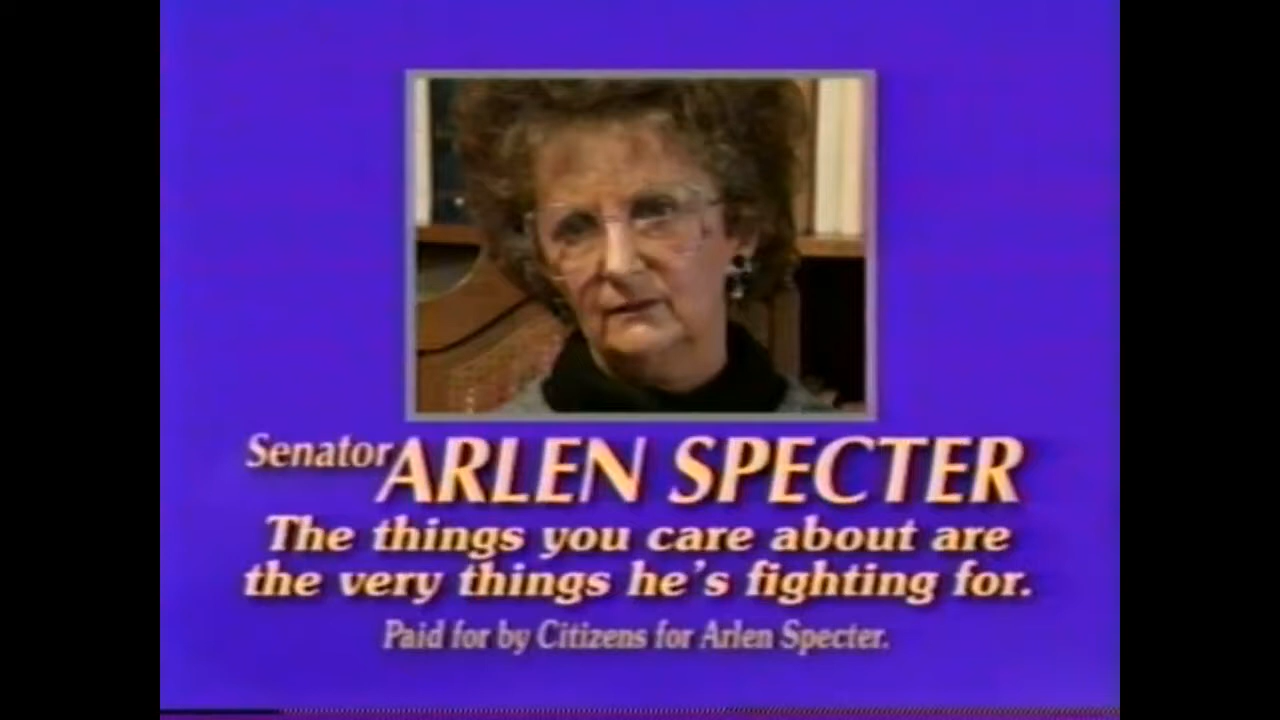 Senator ARLEN SPECTER
The things you care about are
the very things he's fighting for.
Paid for by Citizens for Arlen Specter.